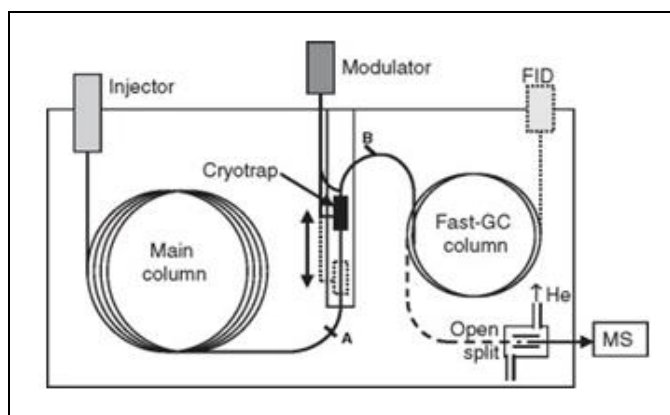 Injector
Modulator
FID
B
Cryotrap
Main
column
Fast-GC
column
A
↑ He
Open
split
MS